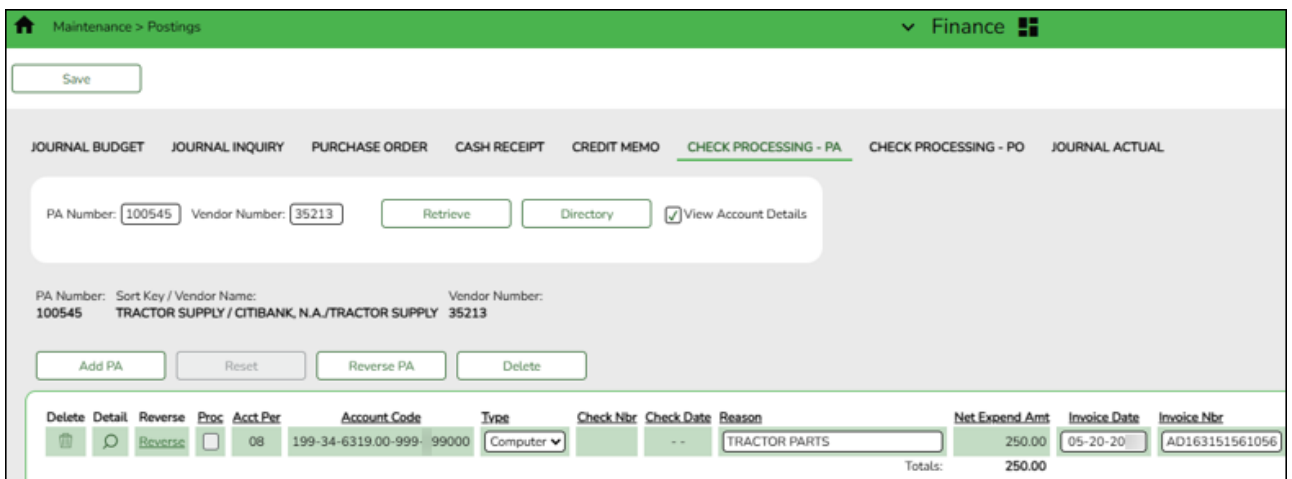 Maintenance > Postings
Finance
Save
JOURNAL BUDGET JOURNAL INQUIRY PURCHASE ORDER CASH RECEIPT CREDIT MEMO CHECK PROCESSING - PA CHECK PROCESSING - PO JOURNAL ACTUAL
PA Number: 100545 Vendor Number: 35213 Retrieve Directory View Account Details
PA Number: Sort Key / Vendor Name: Vendor Number:
100545 TRACTOR SUPPLY / CITIBANK, N.A./TRACTOR SUPPLY 35213
Add PA Reset Reverse PA Delete
Delete Detail Reverse Proc Acct Per Account Code Type Check Nbr Check Date Reason Net Expend Amt Invoice Date Invoice Nbr
Reverse 08 199-34-6319.00-999- 99000 Computer - - TRACTOR PARTS 250.00 05-20-20 AD163151561056
Totals: 250.00